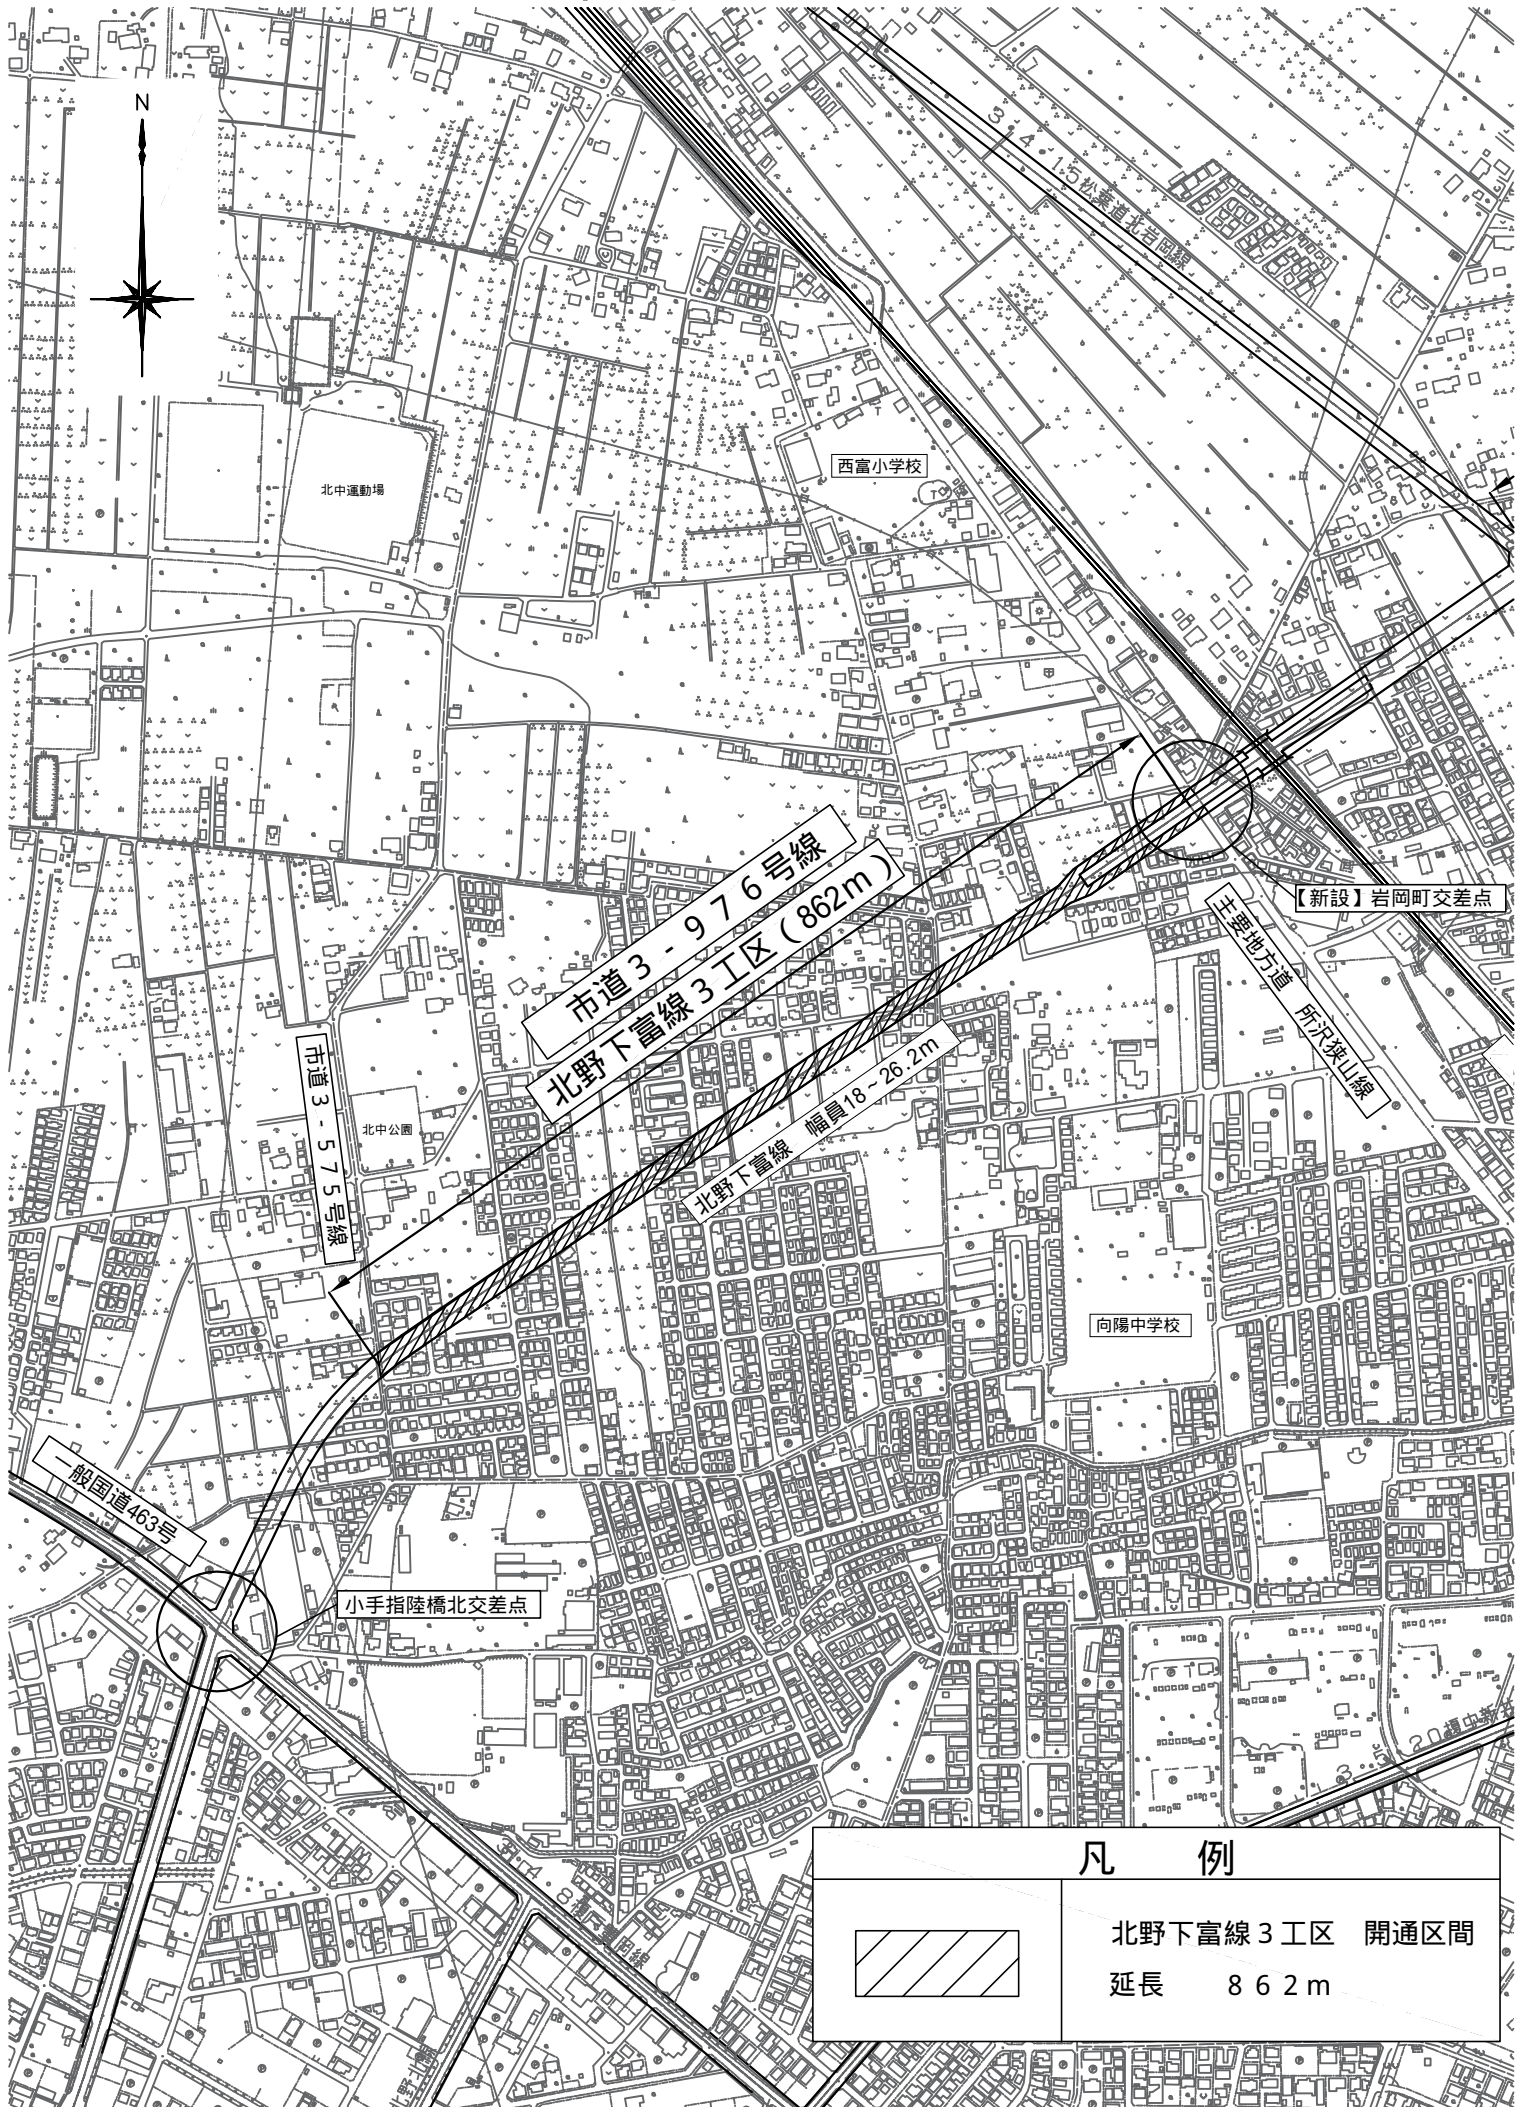 N
3・4・15松葉道北岩岡線
西富小学校
北中運動場
市道3-976号線
北野下富線3工区(862m)
【新設】岩岡町交差点
主要地方道　所沢狭山線
北野下富線　幅員18~26.2m
市道3-575号線
北中公園
向陽中学校
一般国道463号
小手指陸橋北交差点
凡　例
北野下富線3工区　開通区間
延長　862m